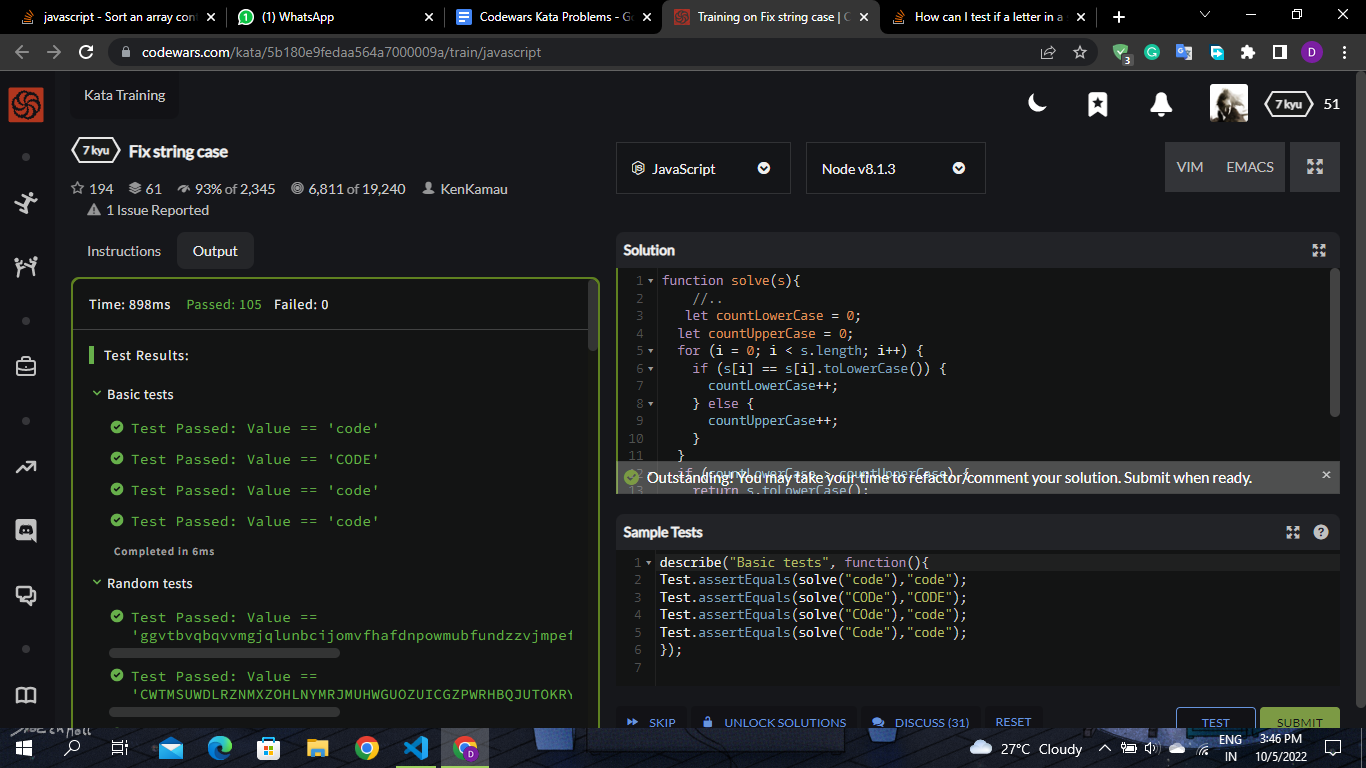 javascript - Sort an array con
(1) WhatsApp
Codewars Kata Problems - Go
Training on Fix string case | C
How can I test if a letter in a s
codewars.com/kata/5b180e9fedaa564a7000009a/train/javascript
3
D
Kata Training
7 kyu
51
7 kyu Fix string case
JavaScript
Node v8.1.3
VIM EMACS
194 61 93% of 2,345 6,811 of 19,240 KenKamau
1 Issue Reported
Instructions Output
Solution
Time: 898ms Passed: 105 Failed: 0
Test Results:
Basic tests
Test Passed: Value == 'code'
Test Passed: Value == 'CODE'
Test Passed: Value == 'code'
Test Passed: Value == 'code'
Completed in 6ms
Random tests
Test Passed: Value ==
'ggvtbvqbqvvmgjqlunbcijomvfhafdnpowmubfundzzvjmpef
Test Passed: Value ==
'CWTMSUWDLRZNMXZOHLNYMRJMUHWGUOZUICGZPWRHBQJUTOKRY
1 function solve(s){
2 //..
3 let countLowerCase = 0;
4 let countUpperCase = 0;
5 for (i = 0; i < s.length; i++) {
6 if (s[i] == s[i].toLowerCase()) {
7 countLowerCase++;
8 } else {
9 countUpperCase++;
10 }
11 }
12 if (countLowerCase > countUpperCase) {
13 return s.toLowerCase();
Outstanding! You may take your time to refactor/comment your solution. Submit when ready.
Sample Tests
1 describe("Basic tests", function(){
2 Test.assertEquals(solve("code"),"code");
3 Test.assertEquals(solve("CODe"),"CODE");
4 Test.assertEquals(solve("COde"),"code");
5 Test.assertEquals(solve("Code"),"code");
6 });
7
SKIP UNLOCK SOLUTIONS DISCUSS (31) RESET TEST SUBMIT
D
27°C Cloudy
ENG
IN
3:46 PM
10/5/2022